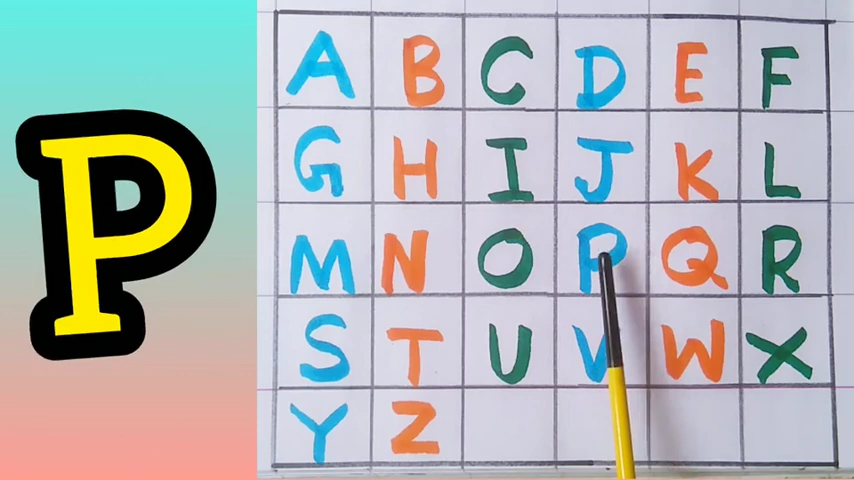 P
A B C D E F
G H I J K L
M N O P Q R
S T U V W X
Y Z